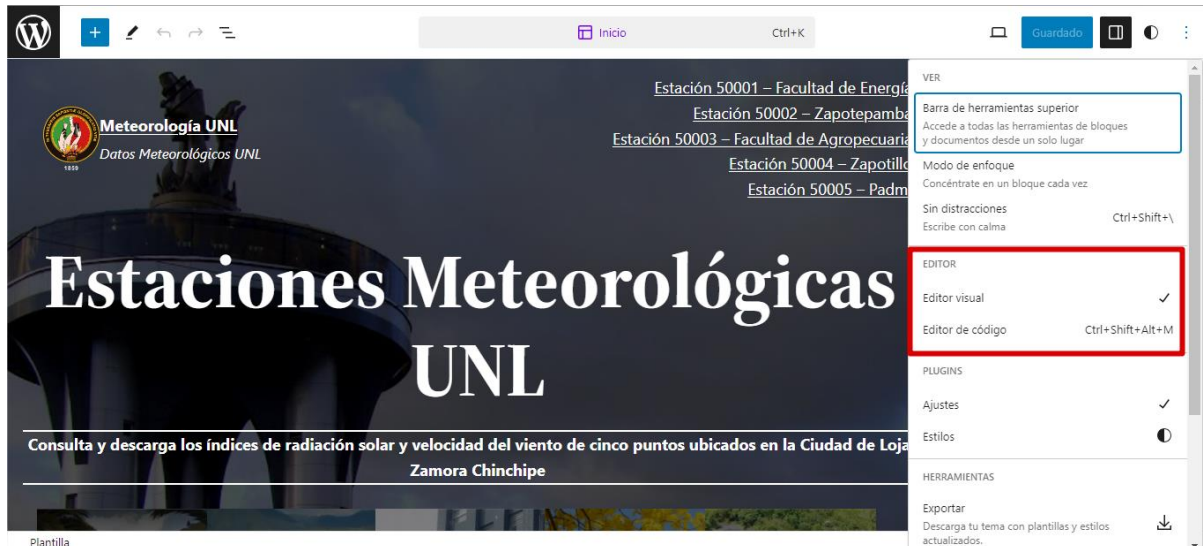 Inicio
Ctrl+K
Guardado
Estación 50001 – Facultad de Energía
Estación 50002 – Zapotepamba
Estación 50003 – Facultad de Agropecuaria
Estación 50004 – Zapotillo
Estación 50005 – Padm
1859
Meteorología UNL
Datos Meteorológicos UNL
Estaciones Meteorológicas
UNL
Consulta y descarga los índices de radiación solar y velocidad del viento de cinco puntos ubicados en la Ciudad de Loja
Zamora Chinchipe
Plantilla
VER
Barra de herramientas superior
Accede a todas las herramientas de bloques
y documentos desde un solo lugar
Modo de enfoque
Concéntrate en un bloque cada vez
Sin distracciones
Ctrl+Shift+\
Escribe con calma
EDITOR
Editor visual
Editor de código
Ctrl+Shift+Alt+M
PLUGINS
Ajustes
Estilos
HERRAMIENTAS
Exportar
Descarga tu tema con plantillas y estilos
actualizados.